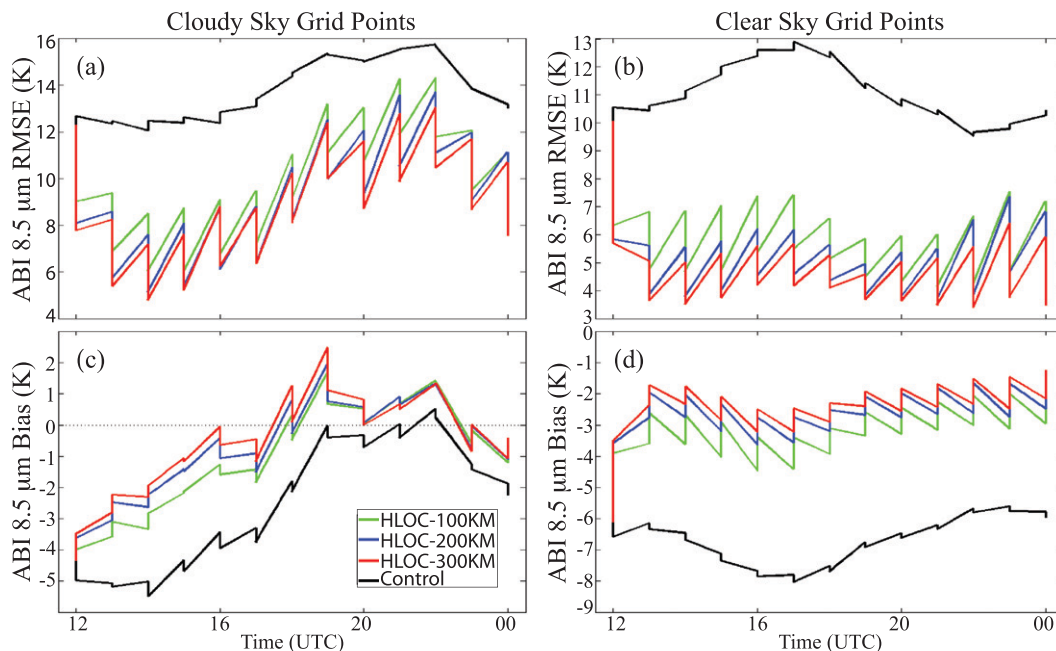 Cloudy Sky Grid Points
Clear Sky Grid Points
(a)
ABI 8.5 µm RMSE (K)
16
14
12
10
8
6
4
(b)
ABI 8.5 µm RMSE (K)
13
12
11
10
9
8
7
6
5
4
3
(c)
ABI 8.5 µm Bias (K)
2
1
0
-1
-2
-3
-4
-5
HLOC-100KM
HLOC-200KM
HLOC-300KM
Control
12 16 20 00
Time (UTC)
(d)
ABI 8.5 µm Bias (K)
-0
-1
-2
-3
-4
-5
-6
-7
-8
-9
12 16 20 00
Time (UTC)